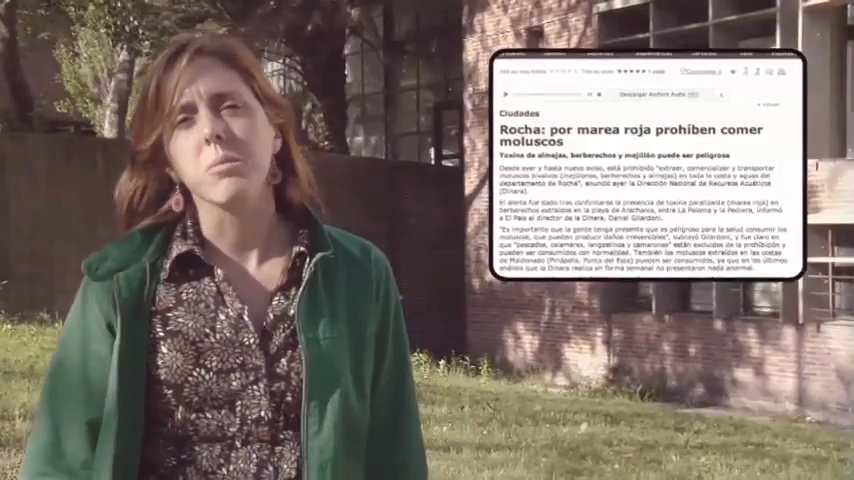 Descargar Archivo Audio
Ciudades
Rocha: por marea roja prohíben comer
moluscos
Toxina de almejas, berberechos y mejillón puede ser peligrosa
Desde ayer y hasta nuevo aviso, está prohibido "extraer, comercializar y transportar
moluscos bivalvos (mejillones, berberechos y almejas) en toda la costa y aguas del
departamento de Rocha", anunció ayer la Dirección Nacional de Recursos Acuáticos
(Dinara).
El alerta fue dada tras confirmarse la presencia de toxina paralizante (marea roja) en
berberechos extraídos en la playa de Arachania, entre La Paloma y la Pedrera, informó
a El País el director de la Dinara, Daniel Gilardoni.
"Es importante que la gente tenga presente que es peligroso para la salud consumir los
moluscos, que pueden producir daños irreversibles", subrayó Gilardoni, y fue claro en
que "pescados, calamares, langostinos y camarones" están excluidos de la prohibición y
pueden ser consumidos con normalidad. También los moluscos extraídos en las costas
de Maldonado (Piriápolis, Punta del Este) pueden ser consumidos, ya que en los últimos
análisis que la Dinara realiza en forma semanal no presentaron nada anormal.